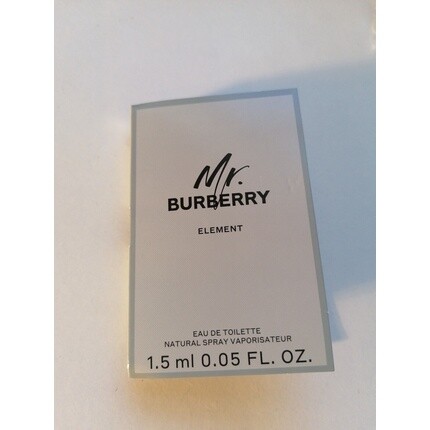 Mr.
BURBERRY
ELEMENT
EAU DE TOILETTE
NATURAL SPRAY VAPORISATEUR
1.5 ml 0.05 FL. OZ.